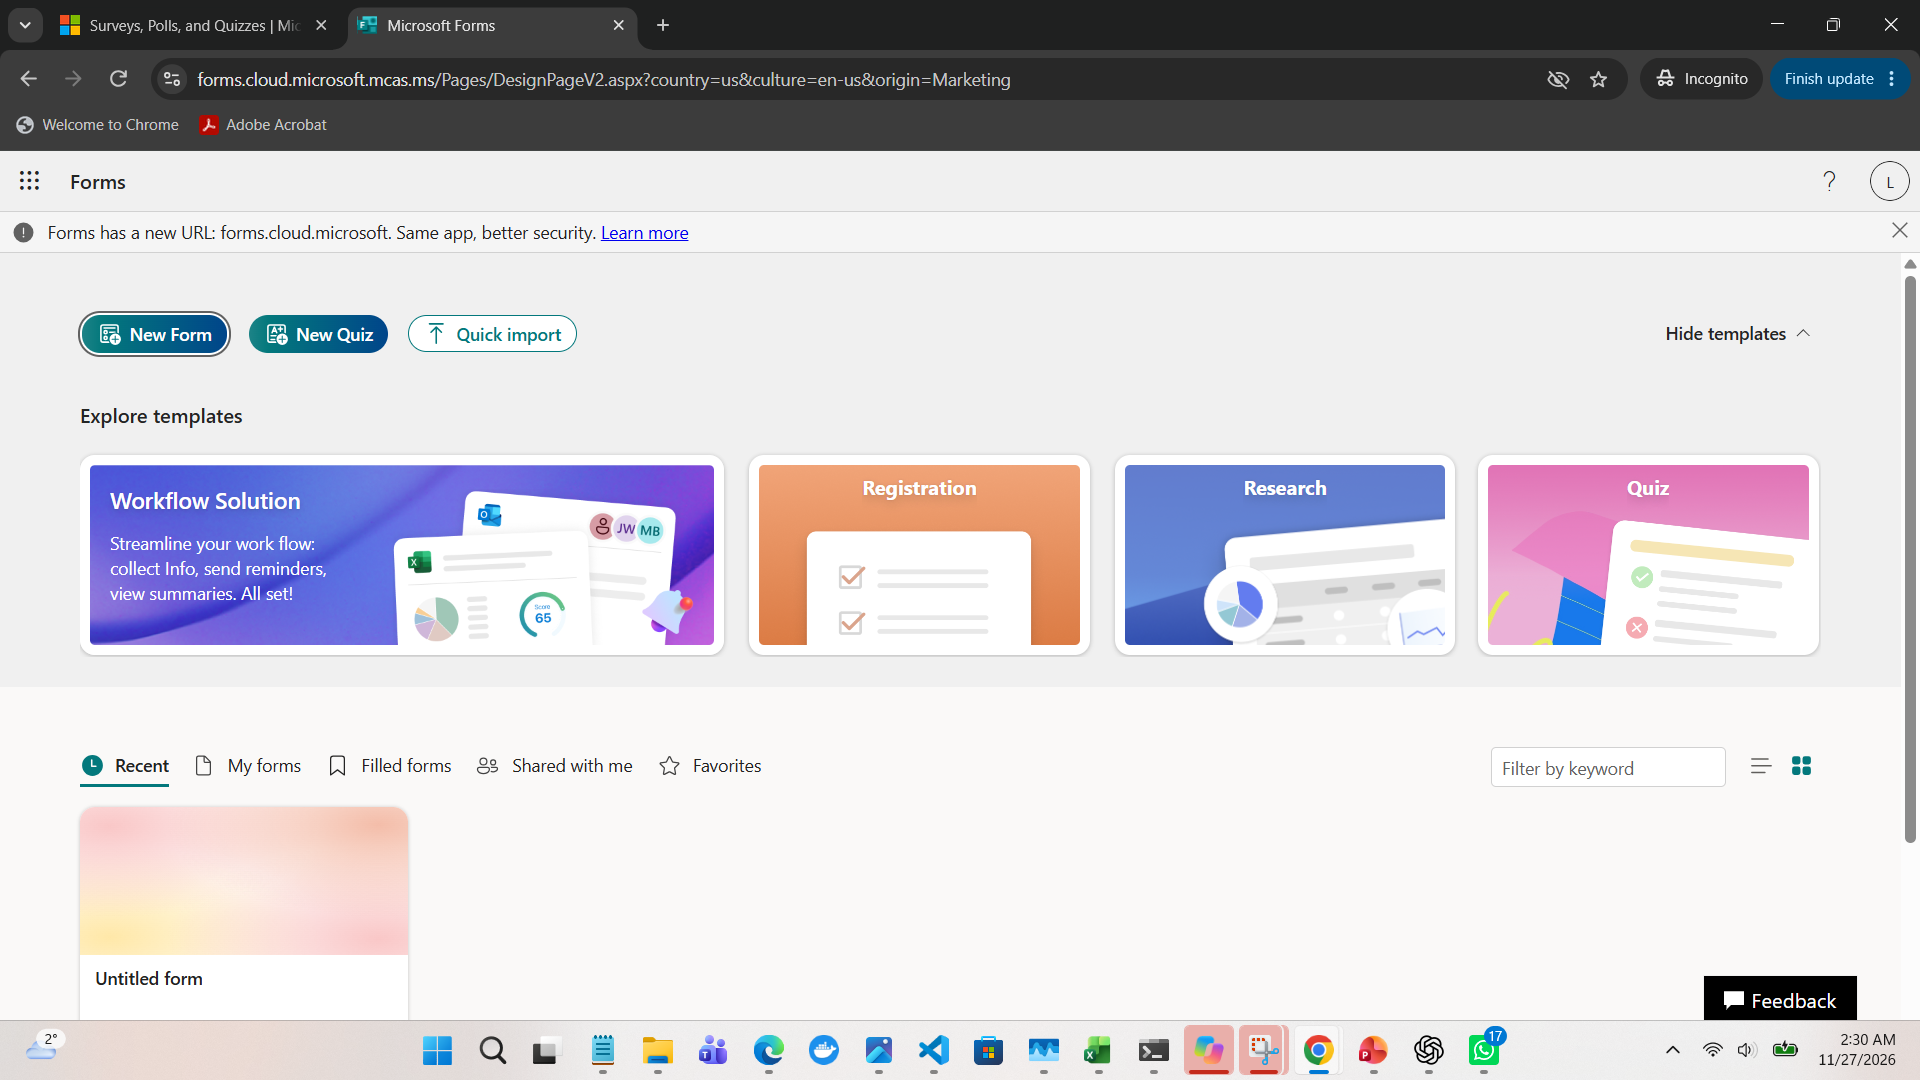 Surveys, Polls, and Quizzes | Mic
Microsoft Forms
forms.cloud.microsoft.mcas.ms/Pages/DesignPageV2.aspx?country=us&culture=en-us&origin=Marketing
Incognito
Finish update
Welcome to Chrome
Adobe Acrobat
Forms
?
L
Forms has a new URL: forms.cloud.microsoft. Same app, better security. Learn more
New Form
New Quiz
Quick import
Hide templates
Explore templates
Workflow Solution
Streamline your work flow:
collect Info, send reminders,
view summaries. All set!
JW
MB
Score
65
Registration
Research
Quiz
Recent
My forms
Filled forms
Shared with me
Favorites
Filter by keyword
Untitled form
Feedback
2°
17
2:30 AM
11/27/2026